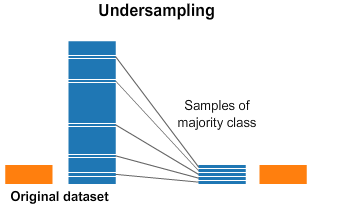 Undersampling
Samples of
majority class
Original dataset